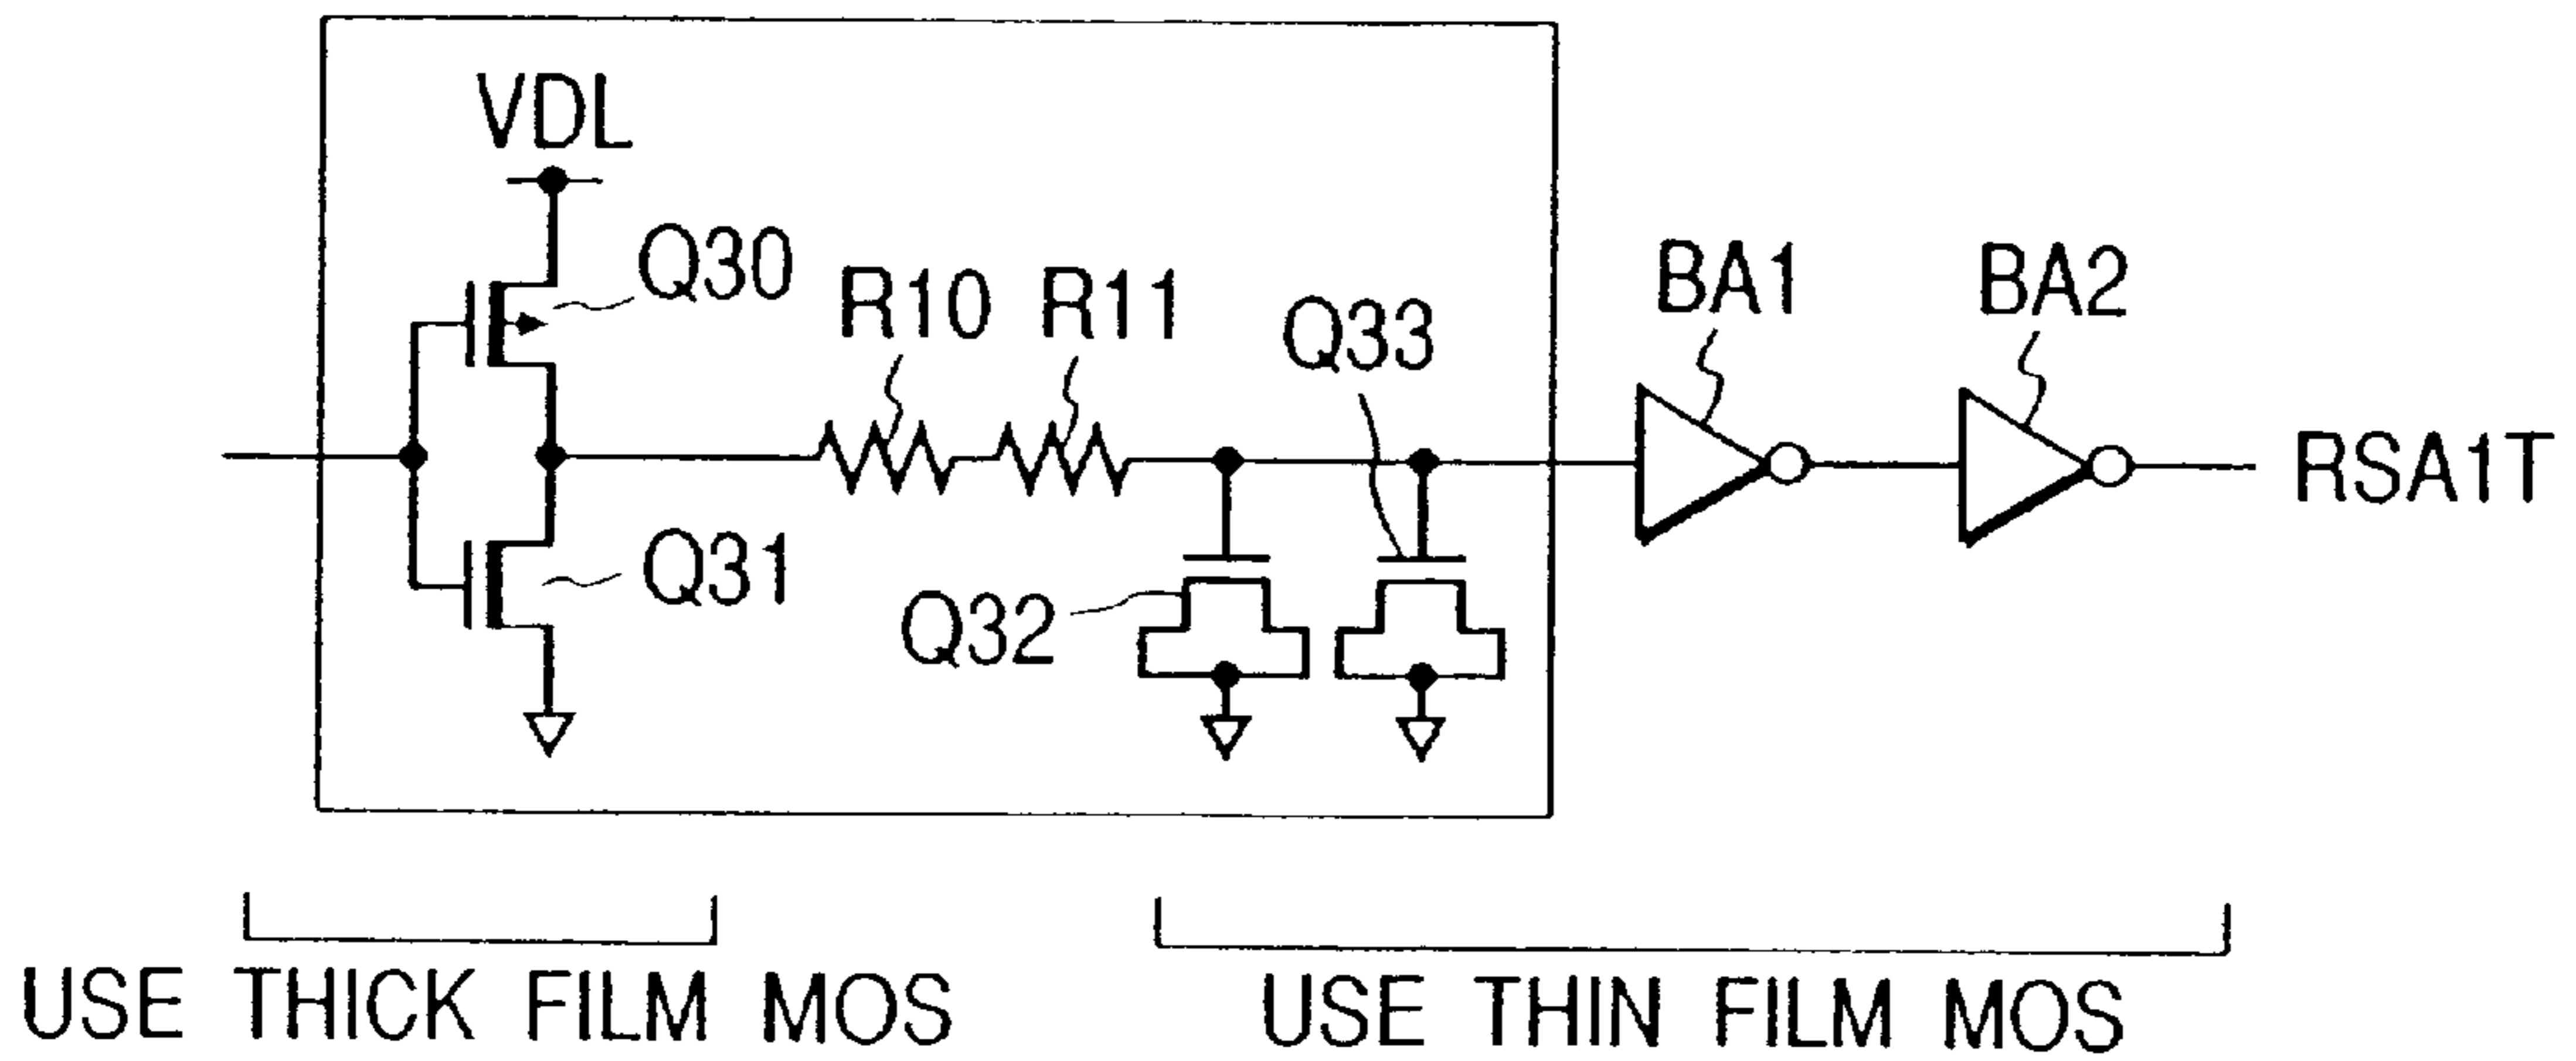 VDL
Q30
R10
R11
Q33
BA1
BA2
RSA1T
Q31
Q32
USE THICK FILM MOS
USE THIN FILM MOS